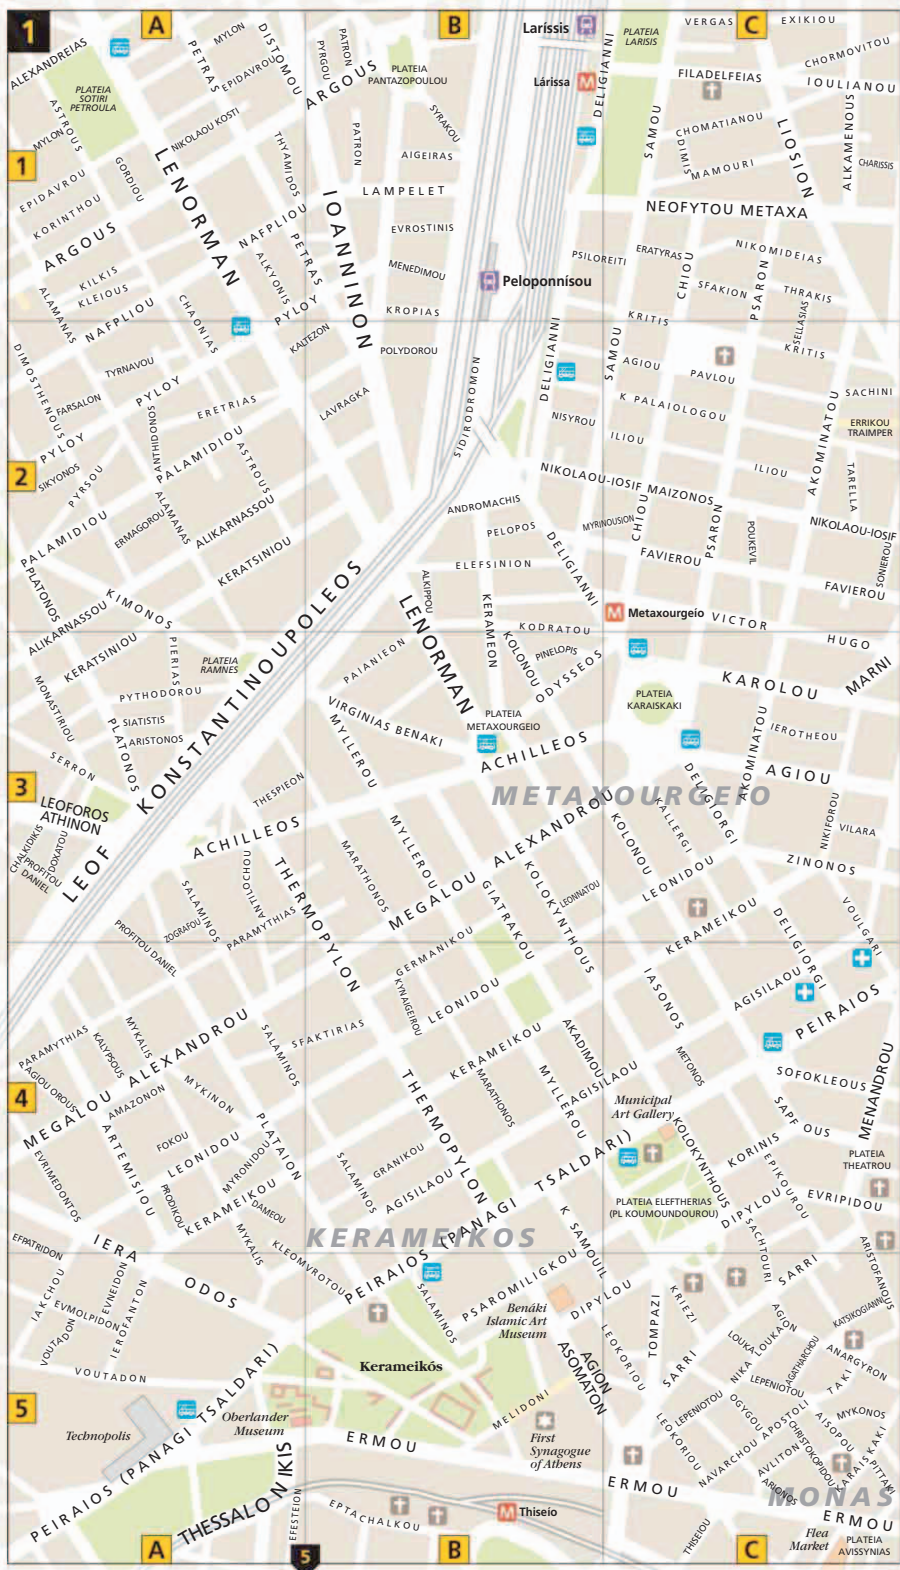 1
A
B
C
Laríssis
PLATEIA
LARISIS
VERGAS
EXIKIOU
ALEXANDREIAS
PETRAS
MYLON
DISTOMOU
PYRGOU
PATRON
ARGOUS
PLATEIA
PANTAZOPOULOU
DELIGIANNI
CHORMOVITOU
Lárissa
M
FILADELFEIAS
IOULIANOU
EPIDAVROU
PLATEIA
SOTIRI
PETROULA
ASTROUS
MYLON
NIKOLAOU KOSTI
SYRAKOU
SAMOU
CHOMATIANOU
LIOSION
ALKAMENOUS
PATRON
THYAMIDOS
AIGEIRAS
DIDIMIS
MAMOURI
CHARISSIS
1
LENORMAN
GORDIOU
EPIDAVROU
IOANNINON
LAMPELET
KORINTHOU
NEOFYTOU METAXA
ARGOUS
NAFPLIOU
PETRAS
EVROSTINIS
KILKIS
KLEIOUS
ALKYONIS
MENEDIMOU
Peloponnísou
PSILOREITI
ERATYRAS
CHIOU
NIKOMIDEIAS
PSARON
SFAKION
THRAKIS
ALAMANAS
NAFPLIOU
CHAONIAS
PYLOY
KROPIAS
KRITIS
SELLASIAS
KRITIS
KALTEZON
POLYDOROU
DELIGIANNI
SAMOU
AGIOU
PAVLOU
DIMOSTHENOUS
TYRNAVOU
PYLOY
FARSALON
ERETRIAS
LAVRAGKA
SIDIRODROMON
K PALAIOLOGOU
SACHINI
AKOMINATOU
NISYROU
ILIOU
ERRIKOU
TRAIMPER
ANTHIDONOS
PALAMIDIOU
ASTROUS
PYLOY
2
SIKYONOS
PYRSOU
NIKOLAOU-IOSIF MAIZONOS
ILIOU
TARELLA
ALAMANAS
ERMAGOROU
ALIKARNASSOU
ANDROMACHIS
PELOPOS
MYRINOUSION
CHIOU
PSARON
POUKEVIL
NIKOLAOU-IOSIF
PALAMIDIOU
KERATSINIOU
ELEFSINION
DELIGIANNI
FAVIEROU
SONIEROU
FAVIEROU
PLATONOS
KIMONOS
ALIKARNASSOU
ALKIPPOU
LENORMAN
KERAMEON
M
Metaxourgeío
VICTOR
HUGO
KODRATOU
KOLONOU
PINELOPIS
ODYSSEOS
KERATSINIOU
PIERIAS
PLATEIA
RAMNES
PAIANIEON
MONASTIRIOU
PYTHODOROU
SIATISTIS
ARISTONOS
PLATONOS
PLATEIA
KARAISKAKI
KAROLOU
MARNI
VIRGINIAS BENAKI
PLATEIA
METAXOURGEIO
MYLLEROU
ACHILLEOS
AKOMINATOU
IEROTHEOU
AGIOU
SERRON
3
METAXOURGEIO
DELIGIORGI
LEOFOROS
ATHINON
LEOF KONSTANTINOUPOLEOS
THESPIEON
CHALKIDIKIS
PROFITOU
DANIEL
DOXATOU
ACHILLEOS
KALLERGI
KOLONOU
NIKIFOROU
VILARA
ZINONOS
MYLLEROU
MARATHONOS
MEGALOU ALEXANDROU
LEONIDOU
THERMOPYLON
ANTILOCHOU
SALAMINOS
ZOGRAFOU
PARAMYTHIAS
GIATRAKOU
KOLOKYNTHOUS
LEONNATOU
PROFITOU DANIEL
GERMANIKOU
KERAMEIKOU
DELIGIORGI
VOULGARI
KYNAIGEIROU
LEONIDOU
IASONOS
AGISILAOU
PEIRAIOS
PARAMYTHIAS
KALYPSOUS
MYKALIS
MEGALOU ALEXANDROU
SALAMINOS
SFAKTIRIAS
KERAMEIKOU
AKADIMOU
METONOS
AGIOU OROUS
4
AMAZONON
MYKINON
THERMOPYLON
MARATHONOS
MYLLEROU
AGISILAOU
SOFOKLEOUS
MENANDROU
SAPFOUS
Municipal
Art Gallery
KOLOKYNTHOUS
ARTEMISIOU
FOKOU
LEONIDOU
PLATAION
MYRONIDOU
GRANIKOU
AGISILAOU
SALAMINOS
KORINIS
PLATEIA
THEATROU
EVRIMEDONTOS
PRODIKOU
KERAMEIKOU
DAMEOU
EPIKOUROU
EVRIPIDOU
PLATEIA ELEFTHERIAS
(PL KOUMOUNDOUROU)
DIPYLOU
SACHTOURI
KERAMEIKOS
PEIRAIOS (PANAGI TSALDARI)
K SAMOUIL
EFPATRIDON
IERA
ODOS
MYKALIS
KLEOMVROTOU
SARRI
ARISTOFANOUS
IAKCHOU
EVNEIDON
EVMOLPIDON
IEROFANTON
VOUTADON
SALAMINOS
PSAROMILIGKOU
DIPYLOU
Benáki
Islamic Art
Museum
KRIEZI
TOMPAZI
KATSIKOGIANNI
AGION
ASOMATON
LEOKORIOU
SARRI
LOUKA
NIKA
AGION
LOUKA
AGATHARCHOU
ANARGYRON
TAKI
VOUTADON
Kerameikós
LEPENIOTOU
LEPENIOTOU
5
Oberlander
Museum
Technopolis
MELIDONI
OGYGOU
MYKONOS
ERMOU
First
Synagogue
of Athens
LEOKORIOU
NAVARCHOU APOSTOLI
CHRISTOKOPIDOU
AISOPOU
KARAISKAKI
PITTAKI
AVLITON
ARIONOS
PEIRAIOS (PANAGI TSALDARI)
THESSALONIKIS
EFESTEION
EPTACHALKOU
M
Thiseío
ERMOU
MONAS
ERMOU
THISEIOU
Flea
Market
PLATEIA
AVISSYNIAS
A
5
B
C